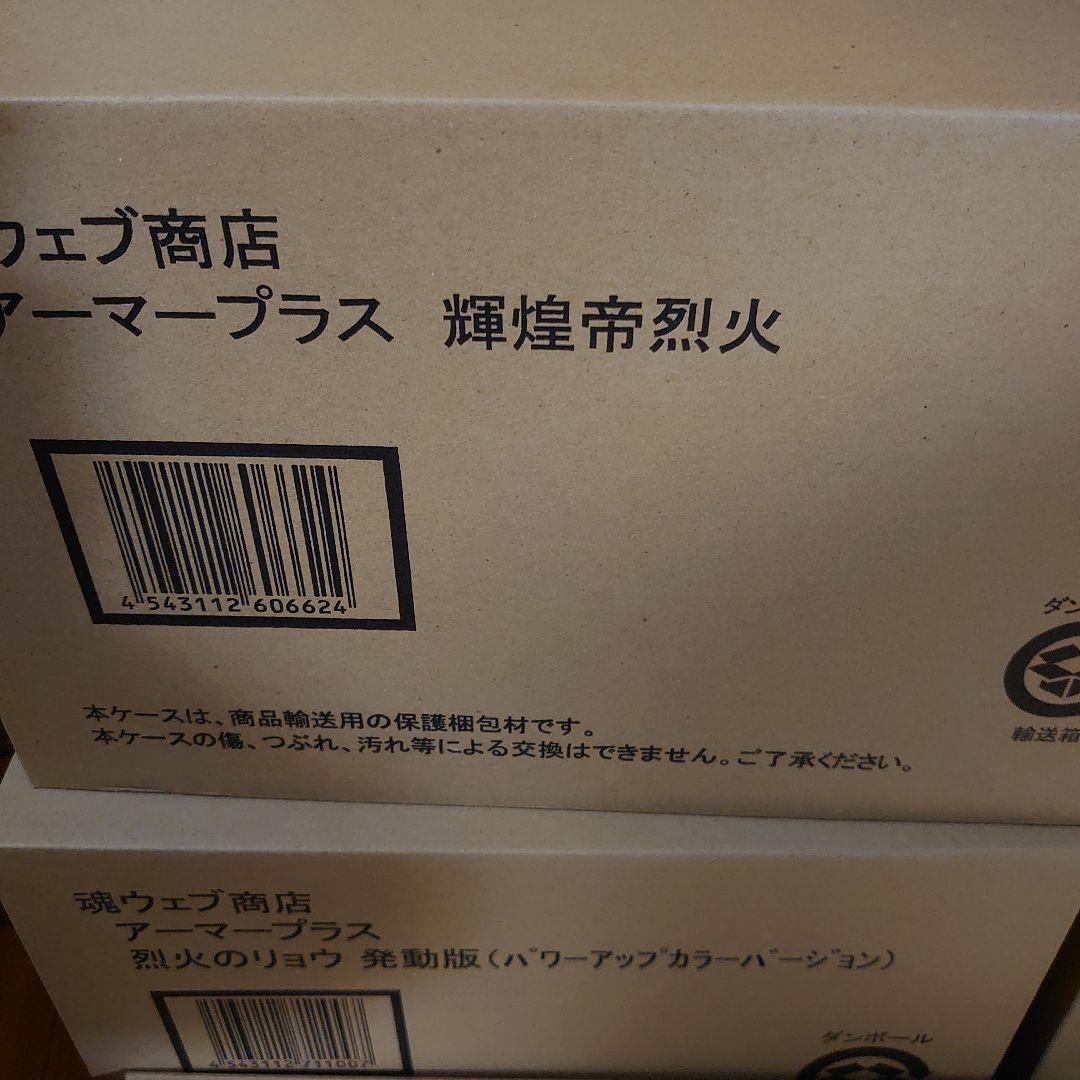 ウェブ商店
アーマープラス 輝煌帝烈火
4 543112 606624
本ケースは、商品輸送用の保護梱包材です。
本ケースの傷、つぶれ、汚れ等による交換はできません。ご了承ください。
ダン
輸送箱
魂ウェブ商店
アーマープラス
烈火のリョウ 発動版(パワーアップカラーバージョン)
4 543112 711007
ダンボール